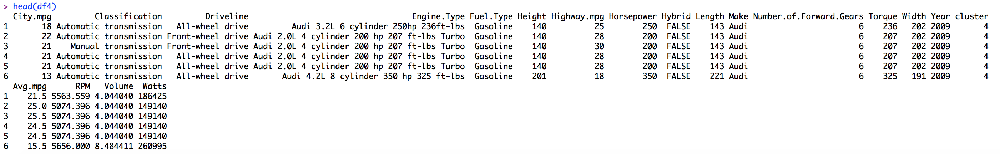 > head(df4)
  City.mpg         Classification         Driveline                                  Engine.Type Fuel.Type Height Highway.mpg Horsepower Hybrid Length Make Number.of.Forward.Gears Torque Width Year cluster
1       18 Automatic transmission   All-wheel drive         Audi 3.2L 6 cylinder 250hp 236ft-lbs  Gasoline    140          25        250  FALSE    143 Audi                       6    236   202 2009       4
2       22 Automatic transmission Front-wheel drive Audi 2.0L 4 cylinder 200 hp 207 ft-lbs Turbo  Gasoline    140          28        200  FALSE    143 Audi                       6    207   202 2009       4
3       21    Manual transmission Front-wheel drive Audi 2.0L 4 cylinder 200 hp 207 ft-lbs Turbo  Gasoline    140          30        200  FALSE    143 Audi                       6    207   202 2009       4
4       21 Automatic transmission   All-wheel drive Audi 2.0L 4 cylinder 200 hp 207 ft-lbs Turbo  Gasoline    140          28        200  FALSE    143 Audi                       6    207   202 2009       4
5       21 Automatic transmission   All-wheel drive Audi 2.0L 4 cylinder 200 hp 207 ft-lbs Turbo  Gasoline    140          28        200  FALSE    143 Audi                       6    207   202 2009       4
6       13 Automatic transmission   All-wheel drive       Audi 4.2L 8 cylinder 350 hp 325 ft-lbs  Gasoline    201          18        350  FALSE    221 Audi                       6    325   191 2009       4
  Avg.mpg      RPM   Volume  Watts
1    21.5 5563.559 4.044040 186425
2    25.0 5074.396 4.044040 149140
3    25.5 5074.396 4.044040 149140
4    24.5 5074.396 4.044040 149140
5    24.5 5074.396 4.044040 149140
6    15.5 5656.000 8.484411 260995